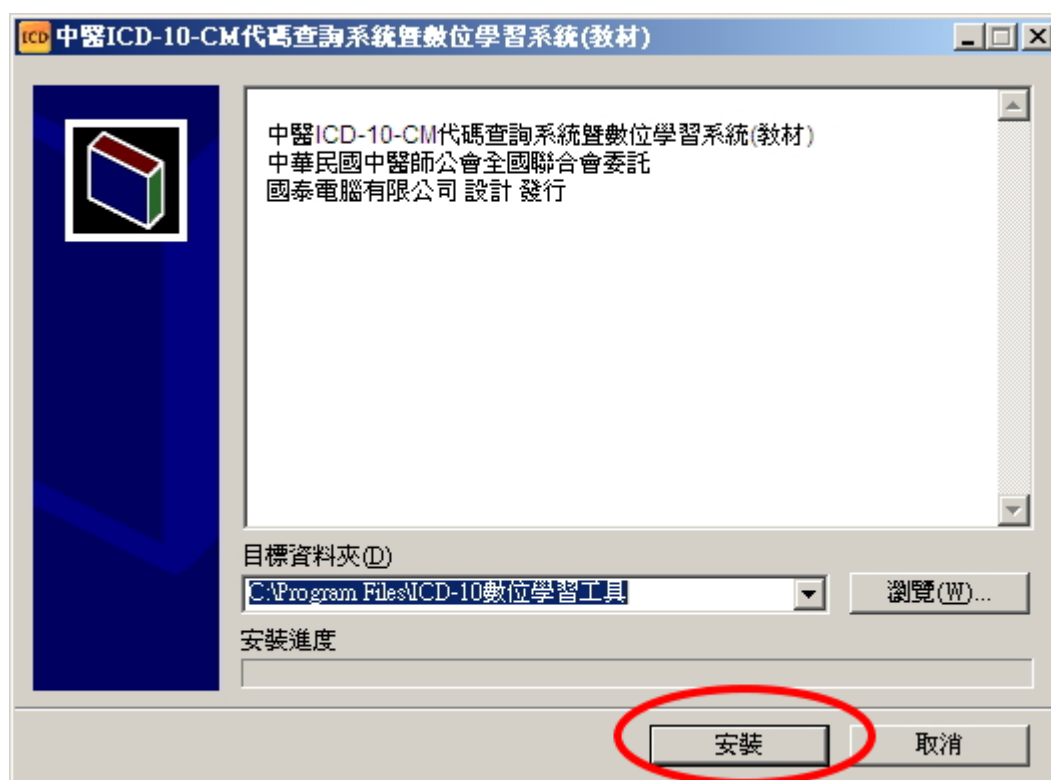 ICD 中醫ICD-10-CM代碼查詢系統暨數位學習系統(教材)
中醫ICD-10-CM代碼查詢系統暨數位學習系統(教材)
中華民國中醫師公會全國聯合會委託
國泰電腦有限公司 設計 發行
目標資料夾(D)
C:\Program Files\ICD-10數位學習工具
瀏覽(W)...
安裝進度
安裝
取消